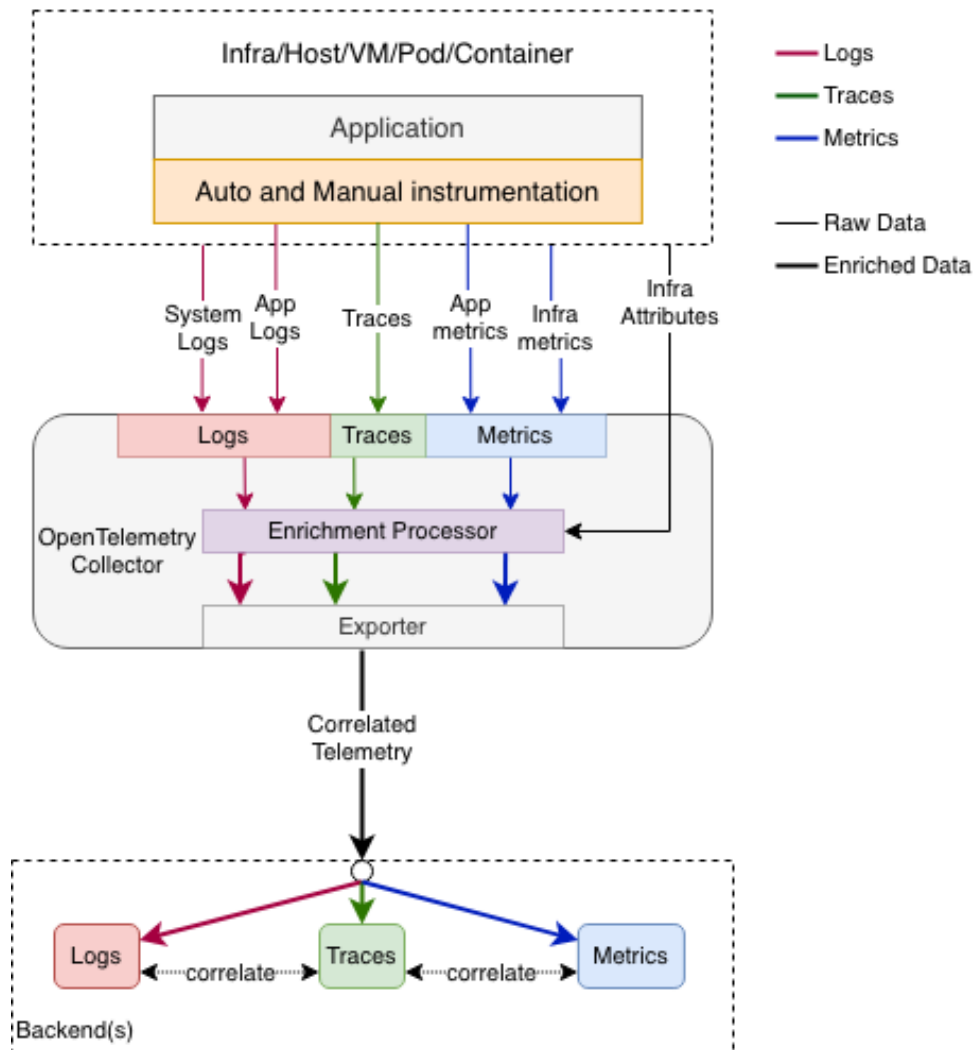 Infra/Host/VM/Pod/Container
Application
Auto and Manual instrumentation
Logs
Traces
Metrics
Raw Data
Enriched Data
System
Logs
App
Logs
Traces
App
metrics
Infra
metrics
Infra
Attributes
Logs
Traces
Metrics
OpenTelemetry
Collector
Enrichment Processor
Exporter
Correlated
Telemetry
Logs
correlate
Traces
correlate
Metrics
Backend(s)